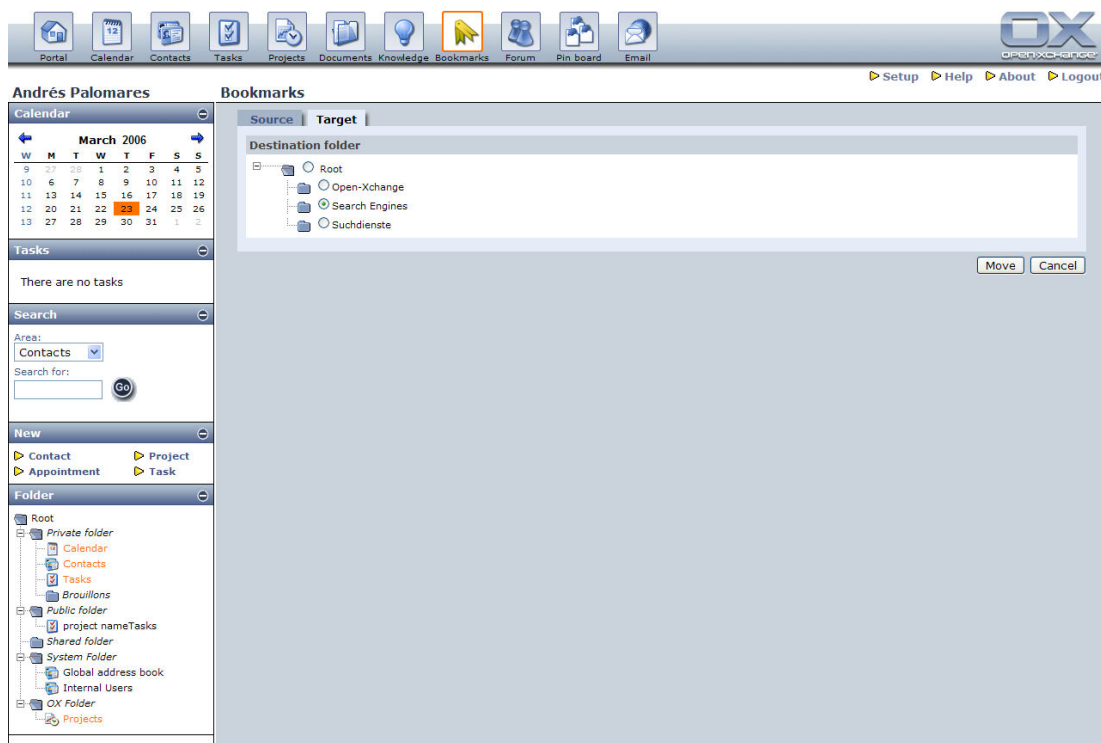 12
Portal Calendar Contacts Tasks Projects Documents Knowledge Bookmarks Forum Pin board Email
OX
OPEN-XCHANGE
Setup Help About Logout
Andrés Palomares
Calendar
March 2006
W M T W T F S S
9 27 28 1 2 3 4 5
10 6 7 8 9 10 11 12
11 13 14 15 16 17 18 19
12 20 21 22 23 24 25 26
13 27 28 29 30 31 1 2
Tasks
There are no tasks
Search
Area:
Contacts
Search for:
Go
New
Contact Project
Appointment Task
Folder
Root
Private folder
Calendar
Contacts
Tasks
Brouillons
Public folder
project nameTasks
Shared folder
System Folder
Global address book
Internal Users
OX Folder
Projects
Bookmarks
Source | Target |
Destination folder
Root
Open-Xchange
Search Engines
Suchdienste
Move Cancel